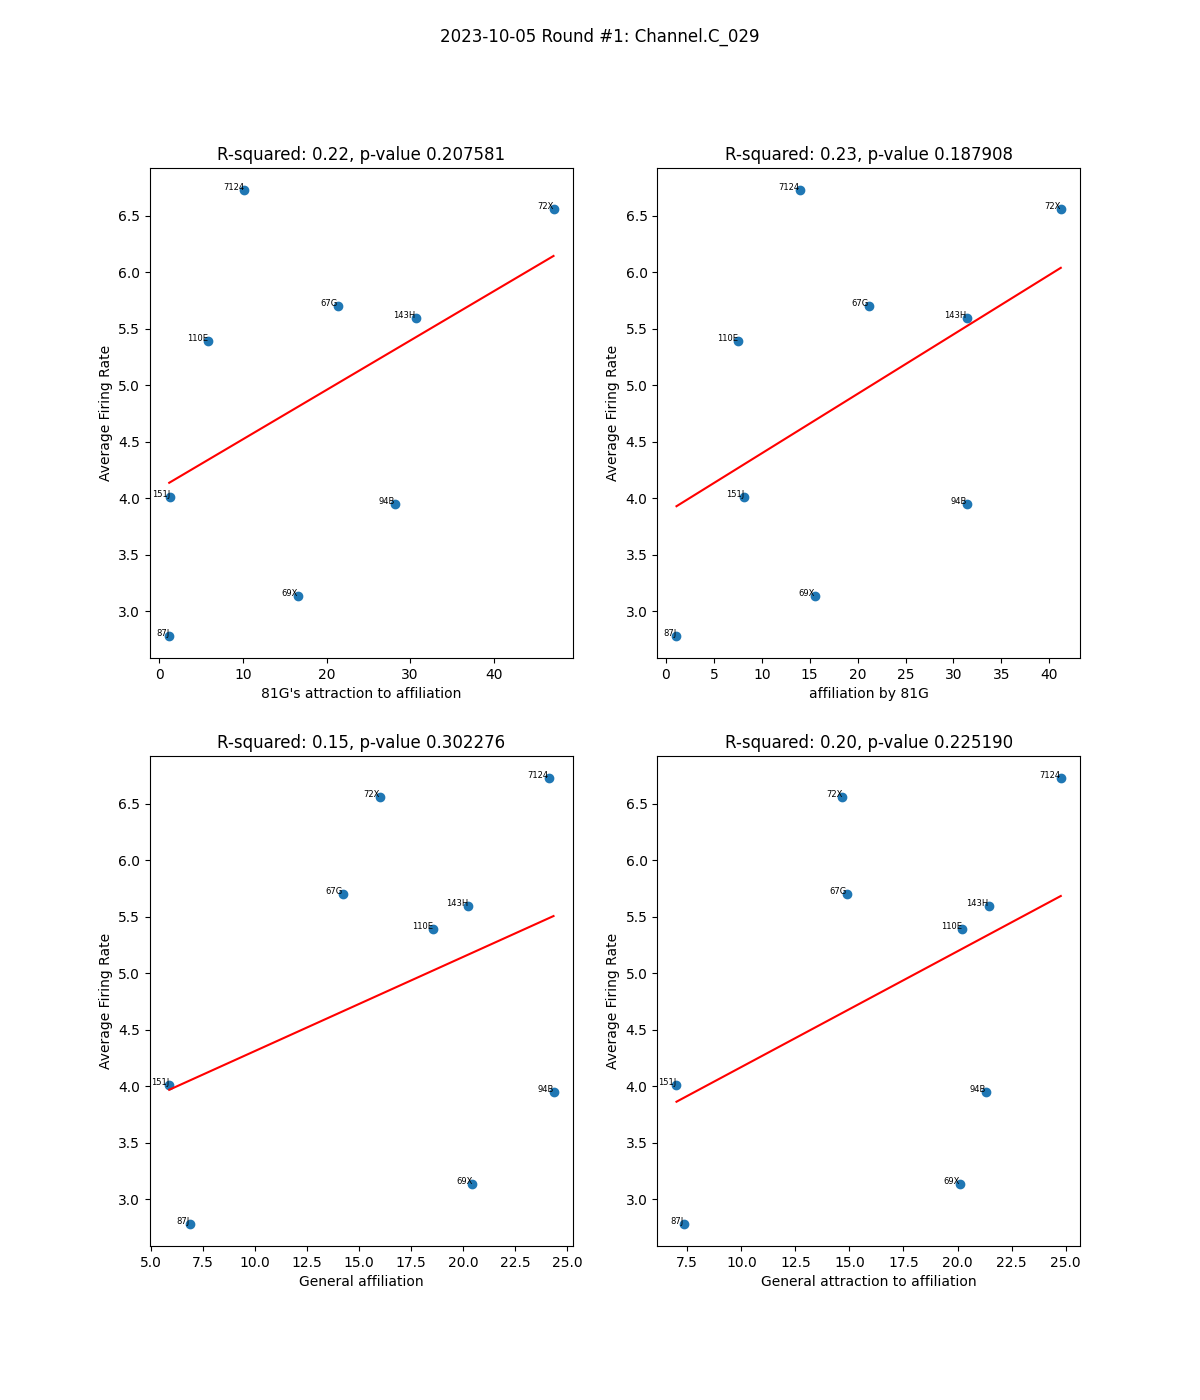 2023-10-05 Round #1: Channel.C_029
R-squared: 0.22, p-value 0.207581
Average Firing Rate
6.5
6.0
5.5
5.0
4.5
4.0
3.5
3.0
7124
72X
67G
143H
110E
151J
94B
69X
87J
0 10 20 30 40
81G's attraction to affiliation
R-squared: 0.23, p-value 0.187908
Average Firing Rate
6.5
6.0
5.5
5.0
4.5
4.0
3.5
3.0
7124
72X
67G
143H
110E
151J
94B
69X
87J
0 5 10 15 20 25 30 35 40
affiliation by 81G
R-squared: 0.15, p-value 0.302276
Average Firing Rate
6.5
6.0
5.5
5.0
4.5
4.0
3.5
3.0
7124
72X
67G
143H
110E
151J
94B
69X
87J
5.0 7.5 10.0 12.5 15.0 17.5 20.0 22.5 25.0
General affiliation
R-squared: 0.20, p-value 0.225190
Average Firing Rate
6.5
6.0
5.5
5.0
4.5
4.0
3.5
3.0
7124
72X
67G
143H
110E
151J
94B
69X
87J
7.5 10.0 12.5 15.0 17.5 20.0 22.5 25.0
General attraction to affiliation